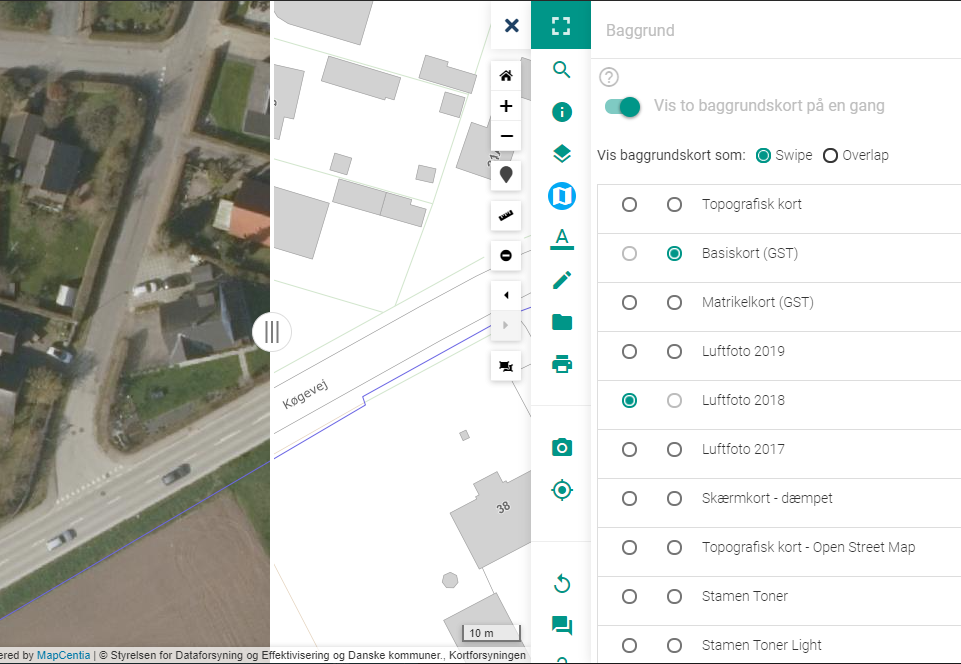 Baggrund
Vis to baggrundskort på en gang
Vis baggrundskort som: Swipe Overlap
Topografisk kort
Basiskort (GST)
Matrikelkort (GST)
Luftfoto 2019
Luftfoto 2018
Luftfoto 2017
Skærmkort - dæmpet
Topografisk kort - Open Street Map
Stamen Toner
Stamen Toner Light
Køgevej
38
10 m
ered by MapCentia | © Styrelsen for Dataforsyning og Effektivisering og Danske kommuner., Kortforsyningen